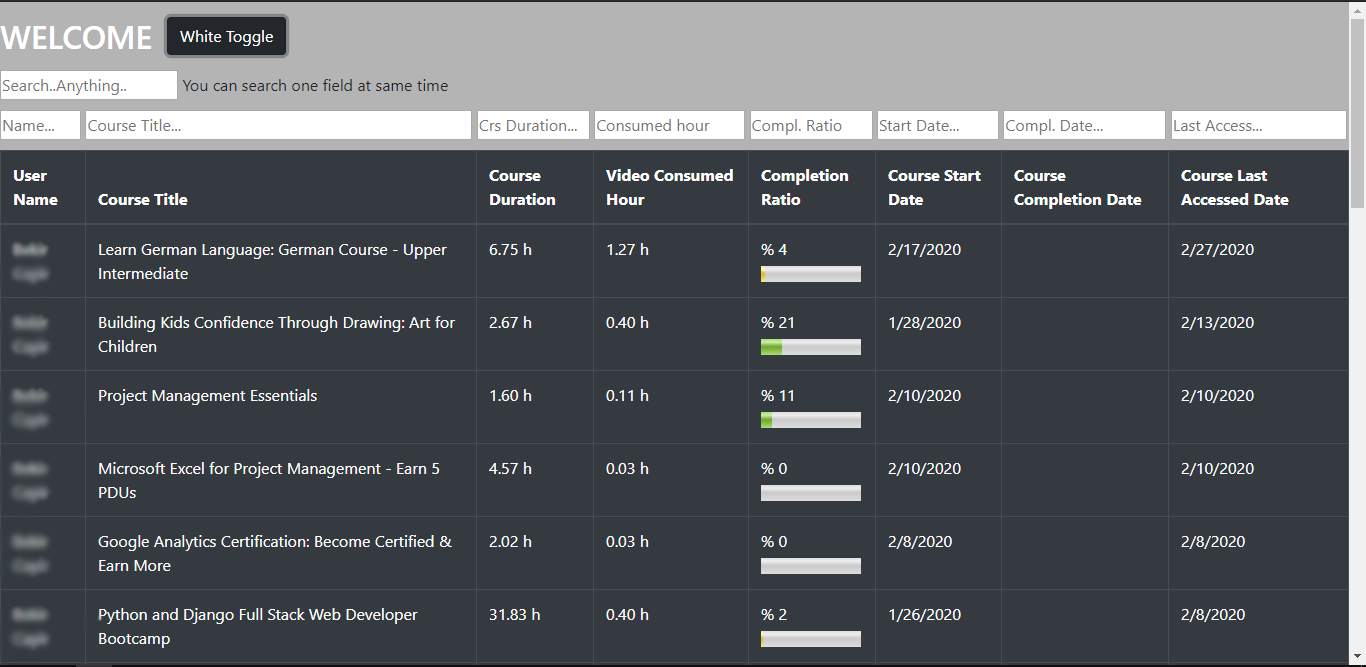 WELCOME White Toggle
Search..Anything.. You can search one field at same time
Name... Course Title... Crs Duration... Consumed hour Compl. Ratio Start Date... Compl. Date... Last Access...
User Name Course Title Course Duration Video Consumed Hour Completion Ratio Course Start Date Course Completion Date Course Last Accessed Date
Learn German Language: German Course - Upper 6.75 h 1.27 h % 4 2/17/2020 2/27/2020
Intermediate
Building Kids Confidence Through Drawing: Art for 2.67 h 0.40 h % 21 1/28/2020 2/13/2020
Children
Project Management Essentials 1.60 h 0.11 h % 11 2/10/2020 2/10/2020
Microsoft Excel for Project Management - Earn 5 4.57 h 0.03 h % 0 2/10/2020 2/10/2020
PDUs
Google Analytics Certification: Become Certified & 2.02 h 0.03 h % 0 2/8/2020 2/8/2020
Earn More
Python and Django Full Stack Web Developer 31.83 h 0.40 h % 2 1/26/2020 2/8/2020
Bootcamp